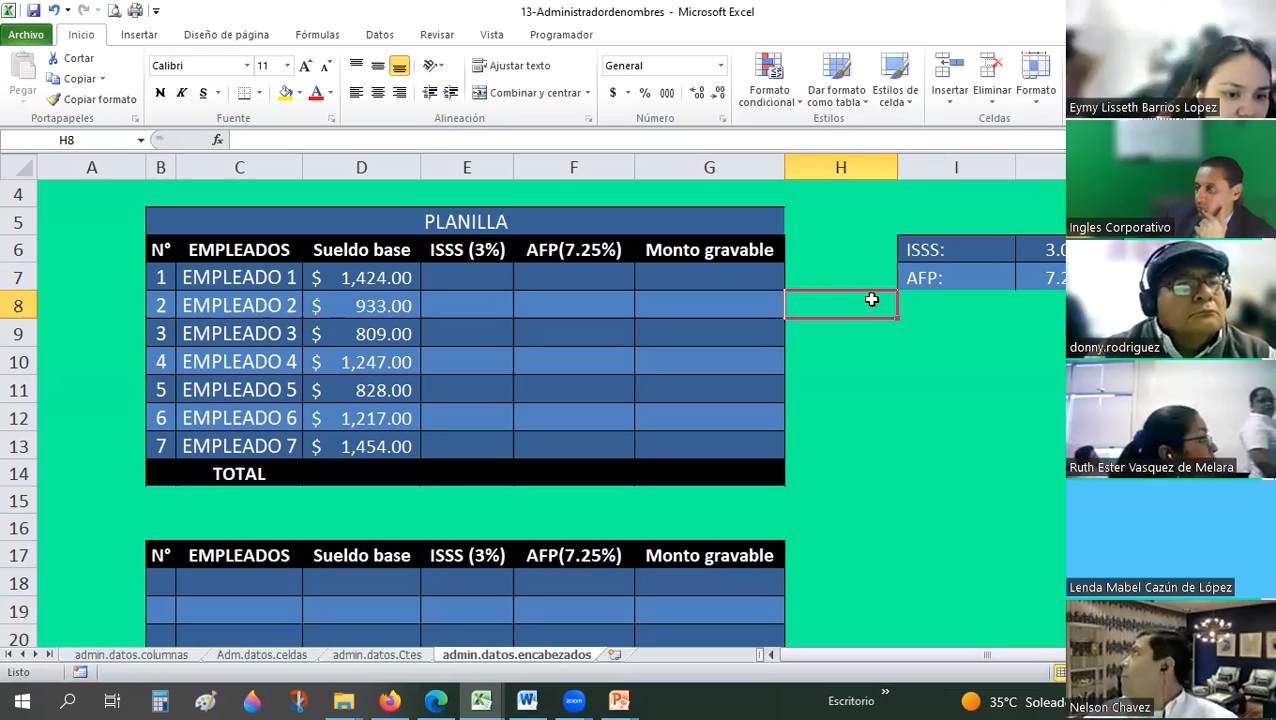 13-Administradordenombres - Microsoft Excel
Archivo Inicio Insertar Diseño de página Fórmulas Datos Revisar Vista Programador
Pegar
Cortar
Copiar
Copiar formato
Portapapeles
Calibri 11
N K S
Fuente
Ajustar texto
Combinar y centrar
Alineación
General
$ % 000
Número
Formato condicional
Dar formato como tabla
Estilos de celda
Estilos
Insertar Eliminar Formato
Celdas
H8 fx
A B C D E F G H I
4
5 PLANILLA
6 N° EMPLEADOS Sueldo base ISSS (3%) AFP(7.25%) Monto gravable ISSS: 3.0
7 1 EMPLEADO 1 $ 1,424.00 AFP: 7.2
8 2 EMPLEADO 2 $ 933.00
9 3 EMPLEADO 3 $ 809.00
10 4 EMPLEADO 4 $ 1,247.00
11 5 EMPLEADO 5 $ 828.00
12 6 EMPLEADO 6 $ 1,217.00
13 7 EMPLEADO 7 $ 1,454.00
14 TOTAL
15
16
17 N° EMPLEADOS Sueldo base ISSS (3%) AFP(7.25%) Monto gravable
18
19
20
admin.datos.columnas Adm.datos.celdas admin.datos.Ctes admin.datos.encabezados
Listo
Escritorio » 35°C Soleado
Eymy Lisseth Barrios Lopez
Ingles Corporativo
donny.rodriguez
Ruth Ester Vasquez de Melara
Lenda Mabel Cazún de López
Nelson Chavez